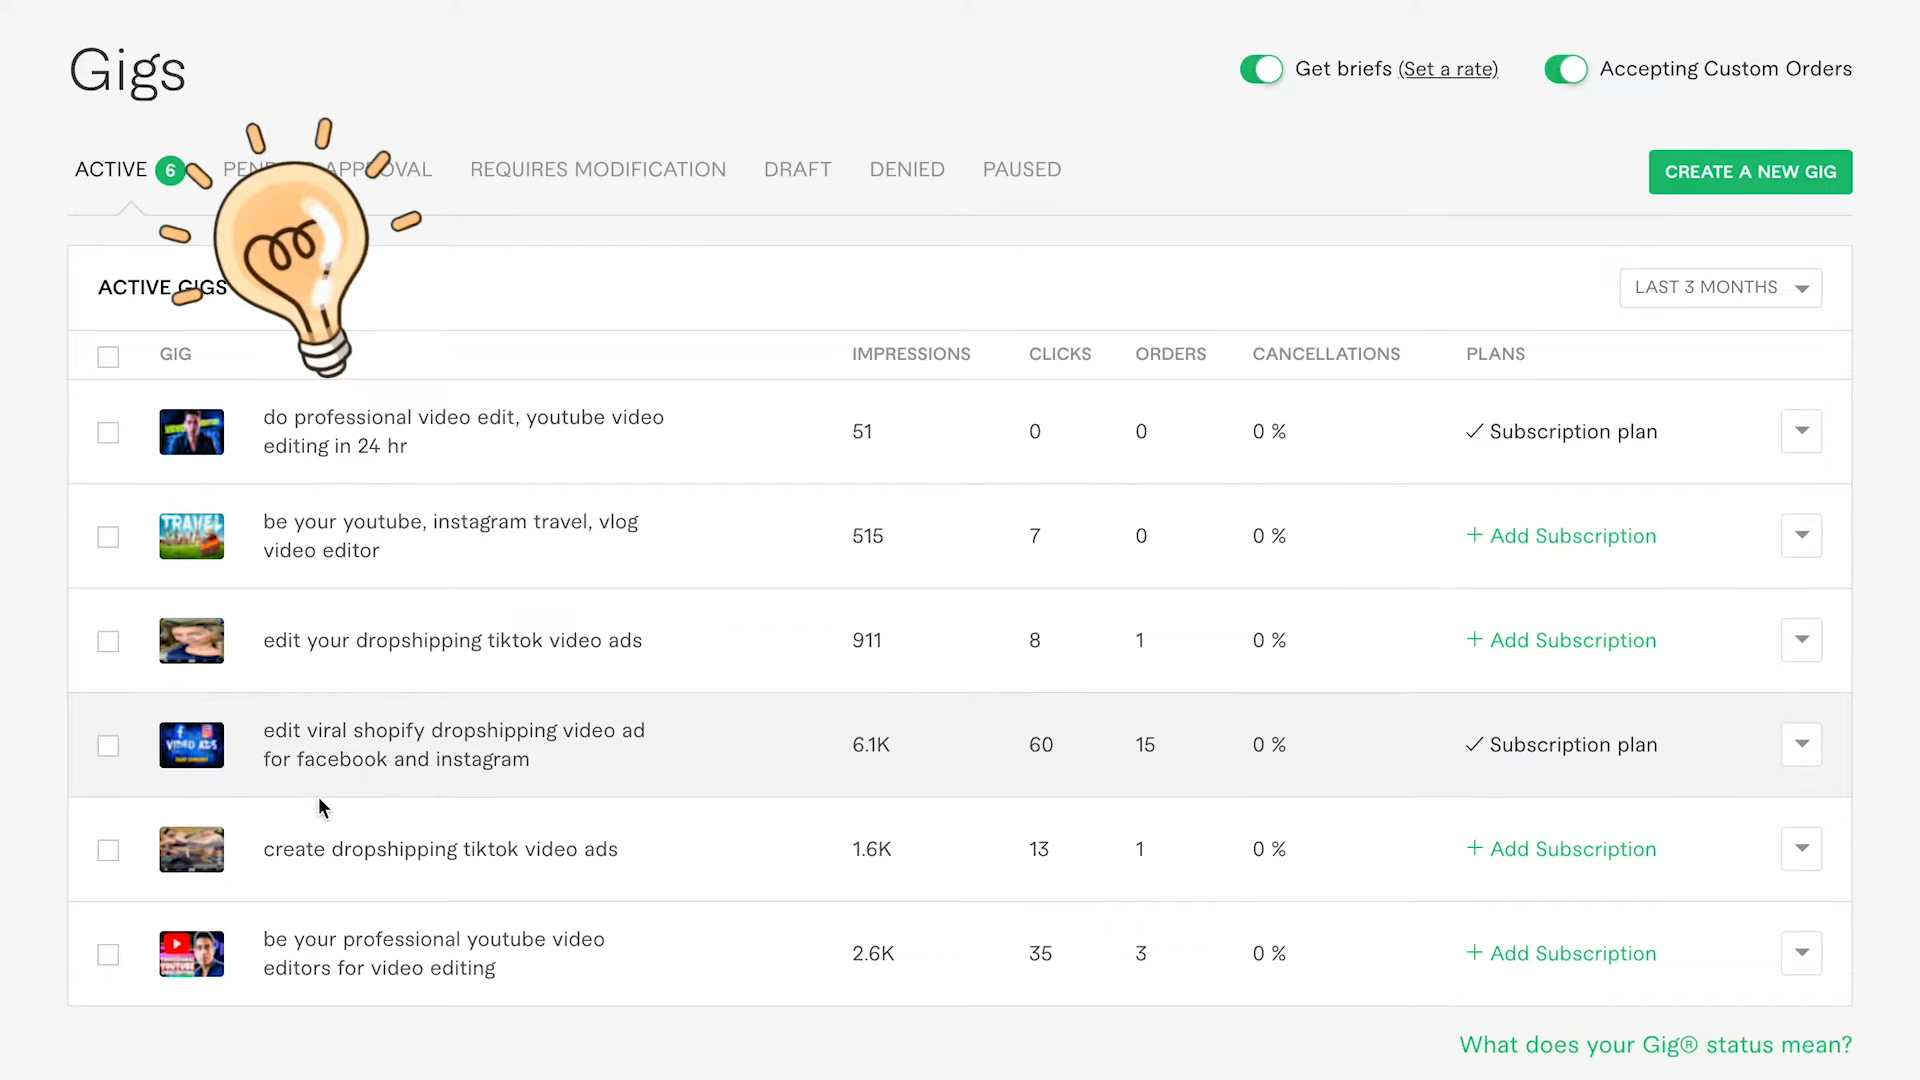 Gigs
Get briefs (Set a rate)
Accepting Custom Orders
ACTIVE 6
PENDING APPROVAL
REQUIRES MODIFICATION
DRAFT
DENIED
PAUSED
CREATE A NEW GIG
ACTIVE GIGS
LAST 3 MONTHS
GIG
IMPRESSIONS
CLICKS
ORDERS
CANCELLATIONS
PLANS
do professional video edit, youtube video
editing in 24 hr
51
0
0
0 %
Subscription plan
TRAVEL
be your youtube, instagram travel, vlog
video editor
515
7
0
0 %
+ Add Subscription
edit your dropshipping tiktok video ads
911
8
1
0 %
+ Add Subscription
VIDEO ADS
edit viral shopify dropshipping video ad
for facebook and instagram
6.1K
60
15
0 %
Subscription plan
create dropshipping tiktok video ads
1.6K
13
1
0 %
+ Add Subscription
be your professional youtube video
editors for video editing
2.6K
35
3
0 %
+ Add Subscription
What does your Gig® status mean?